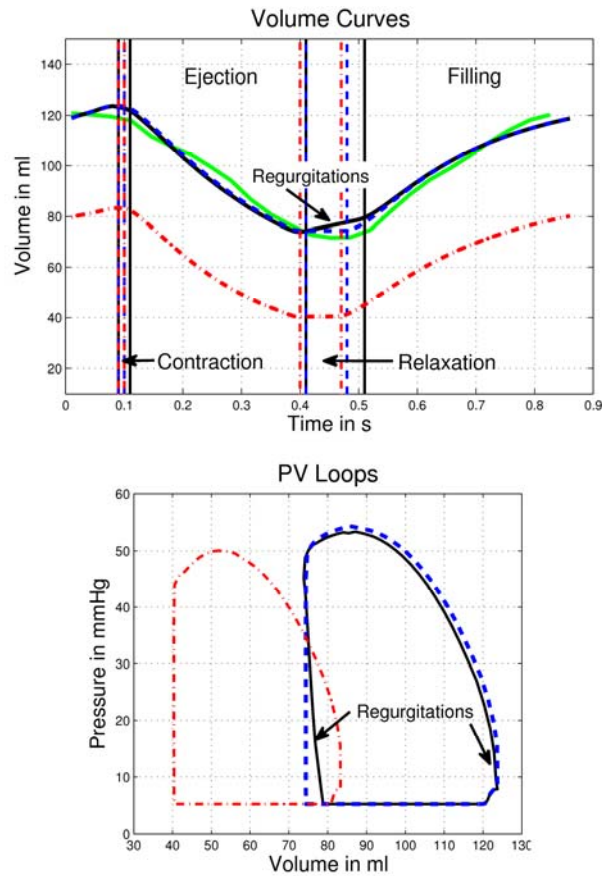 Volume Curves
Volume in ml
140
120
100
80
60
40
20
Ejection
Filling
Regurgitations
Contraction
Relaxation
0
0.1
0.2
0.3
0.4
0.5
0.6
0.7
0.8
0.9
Time in s
PV Loops
Pressure in mmHg
60
50
40
30
20
10
0
Regurgitations
30
40
50
60
70
80
90
100
110
120
130
Volume in ml